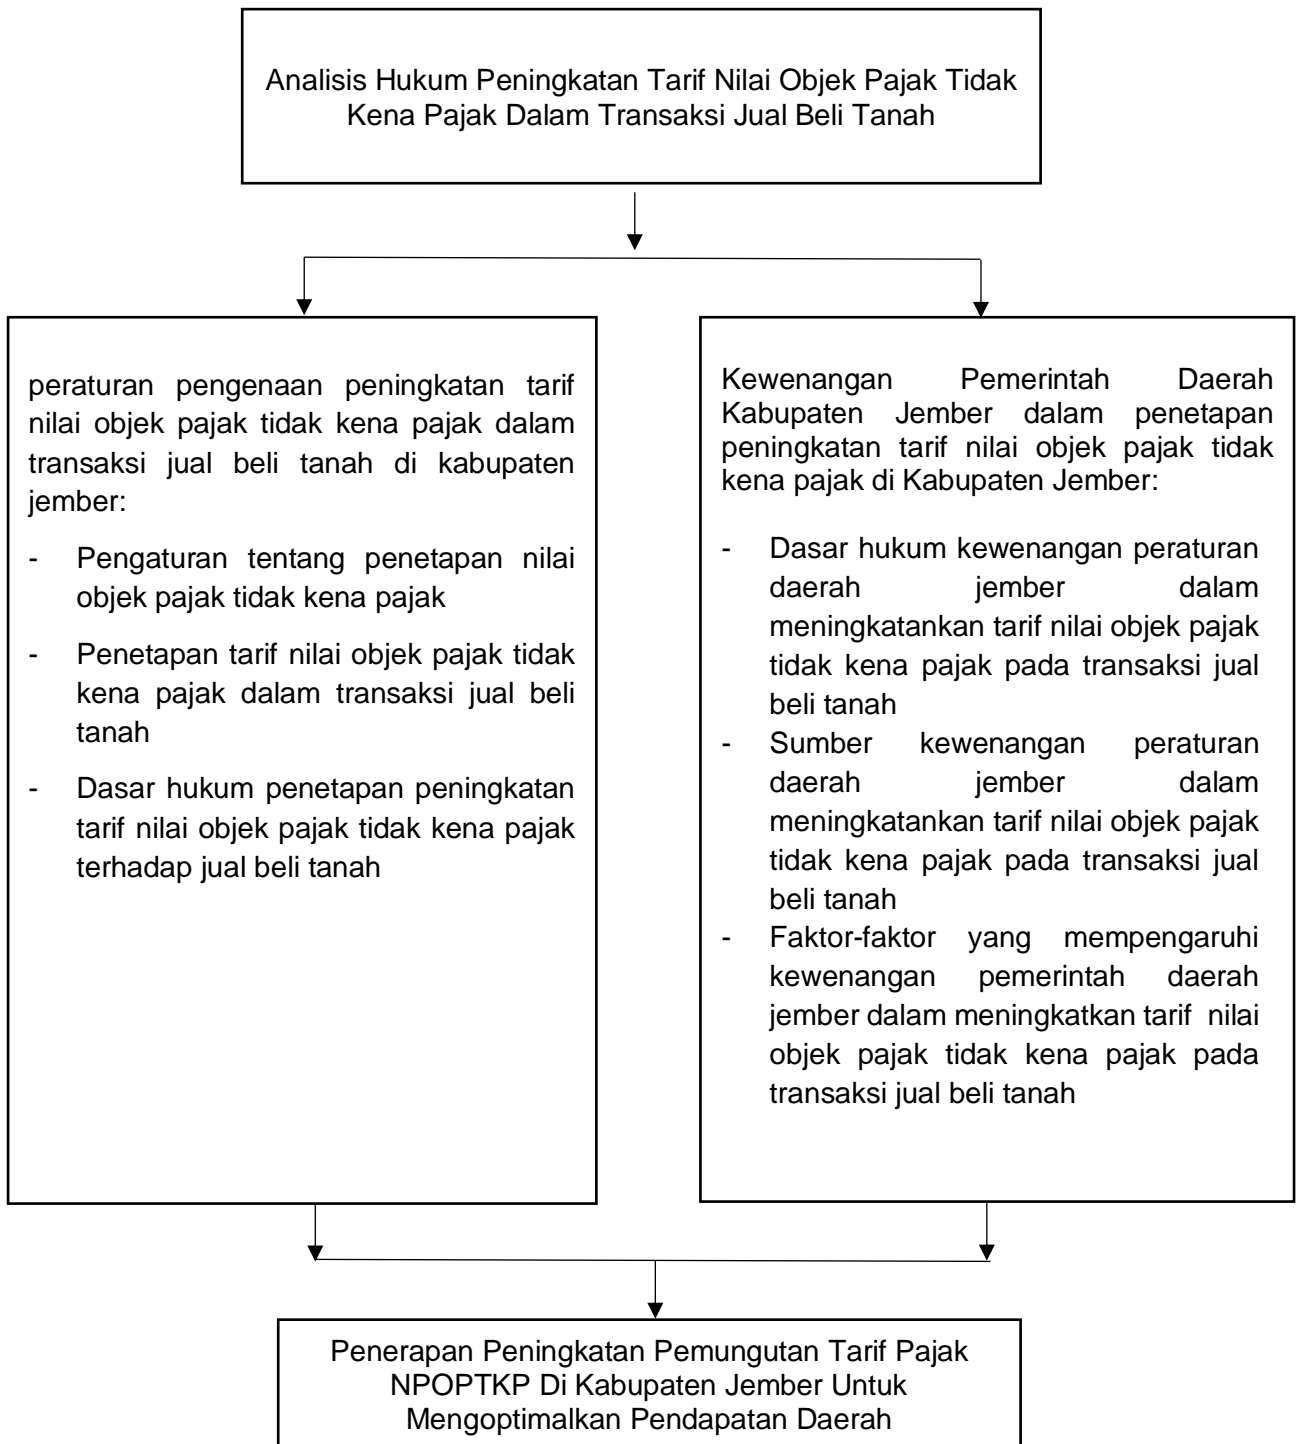 Analisis Hukum Peningkatan Tarif Nilai Objek Pajak Tidak
Kena Pajak Dalam Transaksi Jual Beli Tanah
peraturan pengenaan peningkatan tarif
nilai objek pajak tidak kena pajak dalam
transaksi jual beli tanah di kabupaten
jember:
- Pengaturan tentang penetapan nilai
objek pajak tidak kena pajak
- Penetapan tarif nilai objek pajak tidak
kena pajak dalam transaksi jual beli
tanah
- Dasar hukum penetapan peningkatan
tarif nilai objek pajak tidak kena pajak
terhadap jual beli tanah
Kewenangan Pemerintah Daerah
Kabupaten Jember dalam penetapan
peningkatan tarif nilai objek pajak tidak
kena pajak di Kabupaten Jember:
- Dasar hukum kewenangan peraturan
daerah jember dalam
meningkatankan tarif nilai objek pajak
tidak kena pajak pada transaksi jual
beli tanah
- Sumber kewenangan peraturan
daerah jember dalam
meningkatankan tarif nilai objek pajak
tidak kena pajak pada transaksi jual
beli tanah
- Faktor-faktor yang mempengaruhi
kewenangan pemerintah daerah
jember dalam meningkatkan tarif nilai
objek pajak tidak kena pajak pada
transaksi jual beli tanah
Penerapan Peningkatan Pemungutan Tarif Pajak
NPOPTKP Di Kabupaten Jember Untuk
Mengoptimalkan Pendapatan Daerah